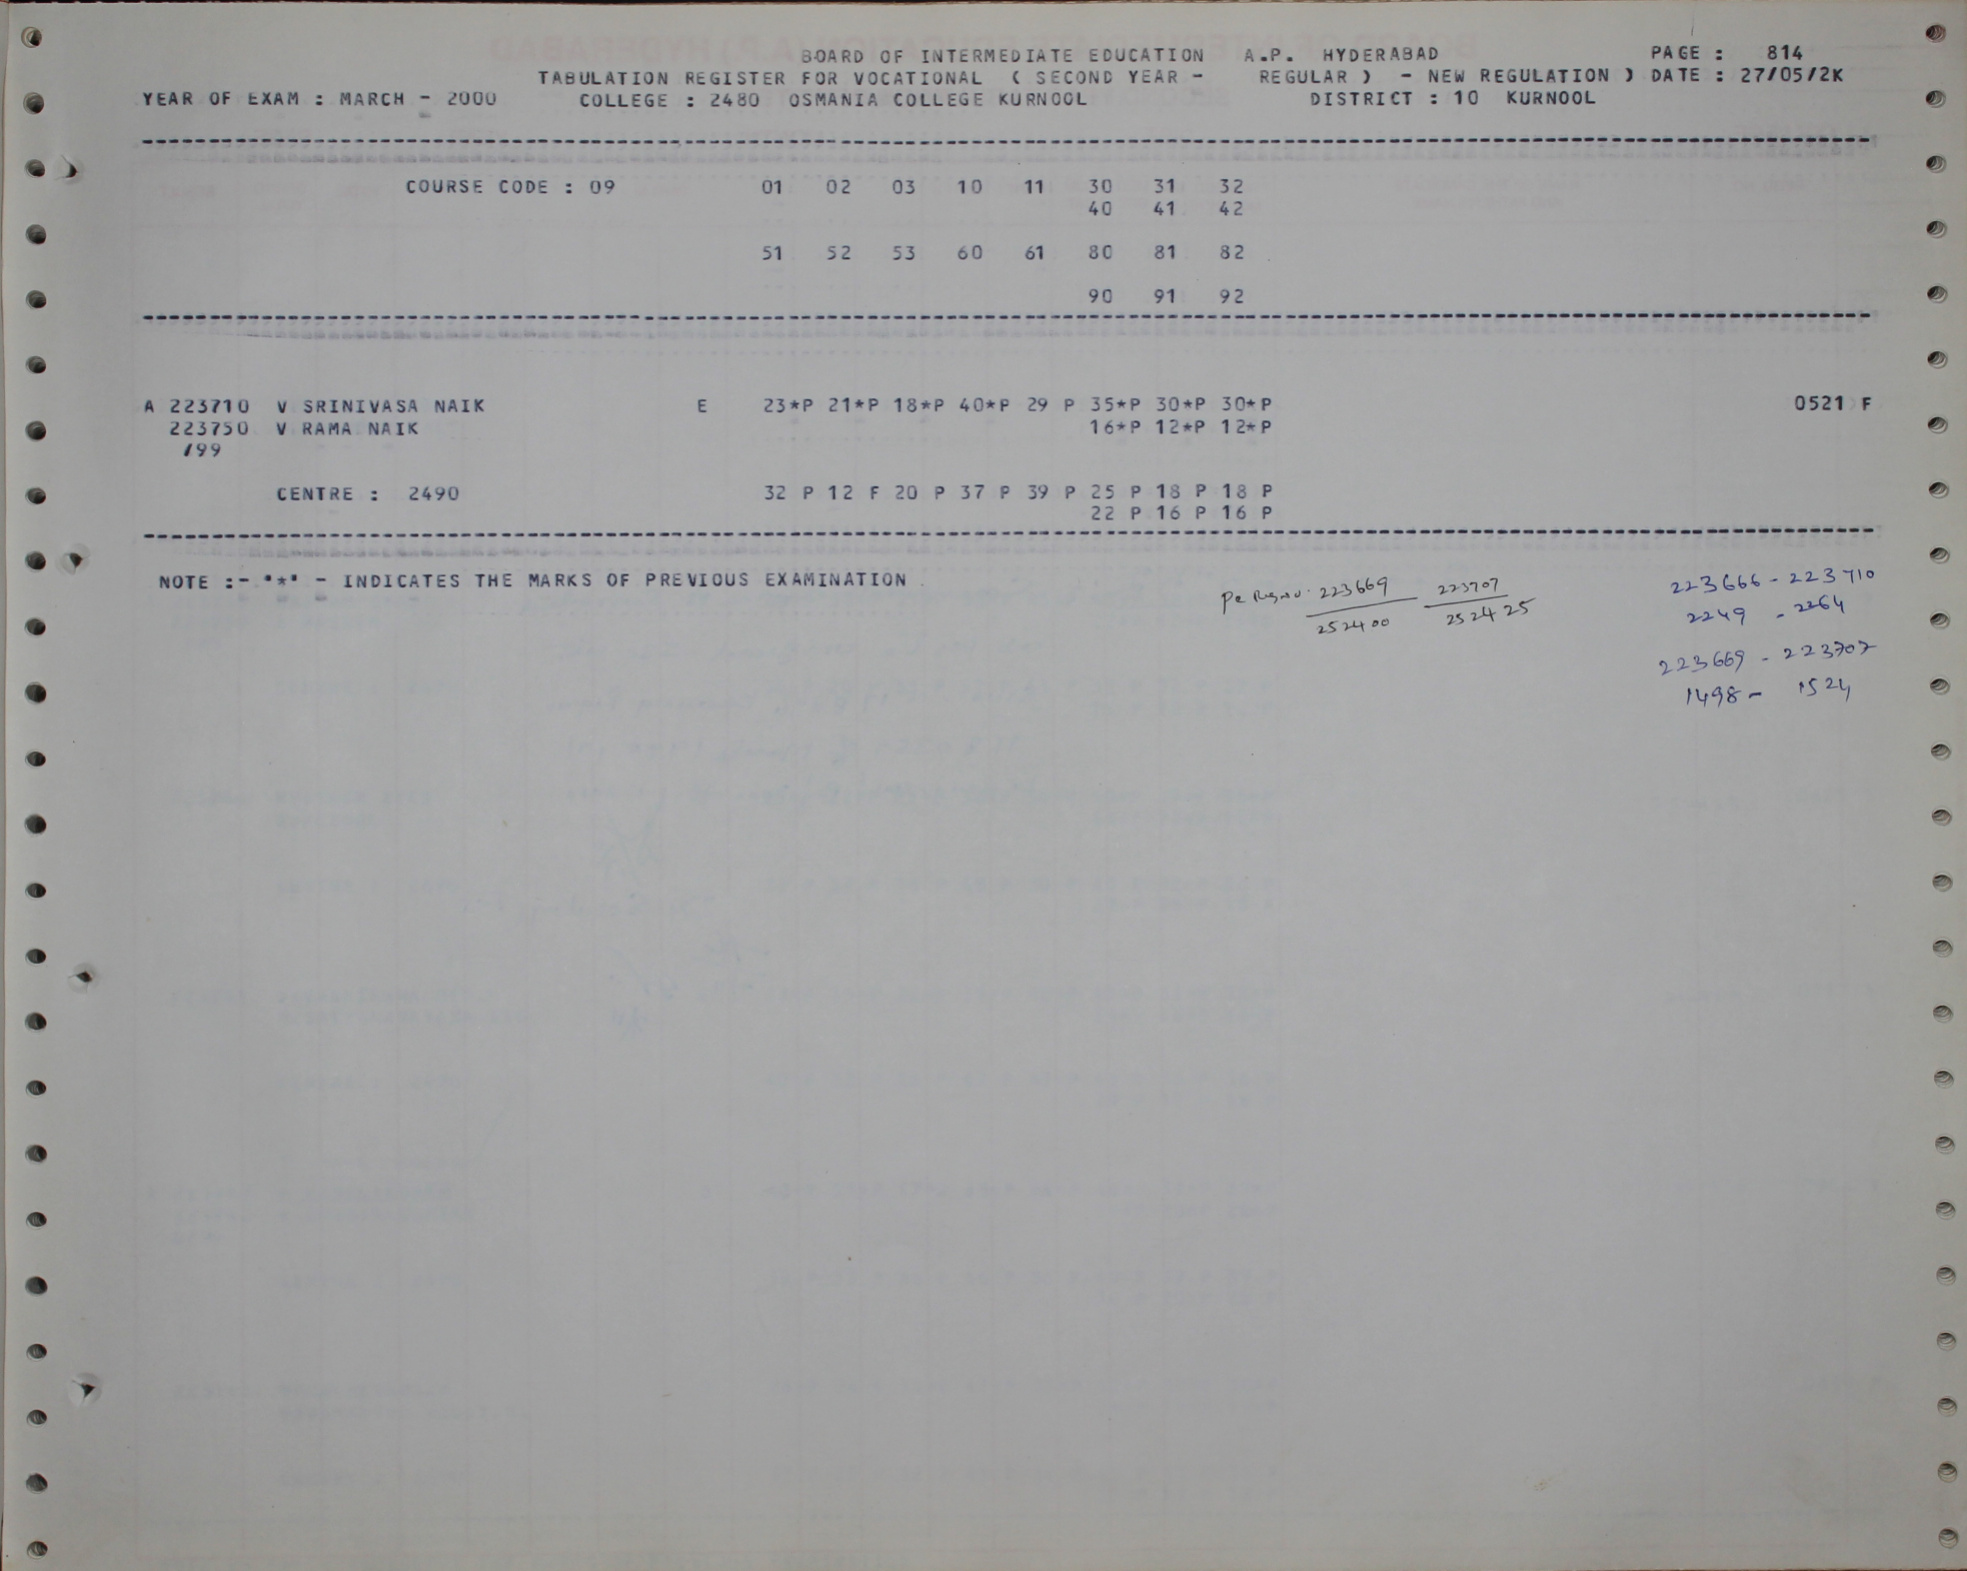 BOARD OF INTERMEDIATE EDUCATION A.P. HYDERABAD PAGE : 814
TABULATION REGISTER FOR VOCATIONAL ( SECOND YEAR - REGULAR ) - NEW REGULATION ) DATE : 27/05/2K
YEAR OF EXAM : MARCH - 2000 COLLEGE : 2480 OSMANIA COLLEGE KURNOOL DISTRICT : 10 KURNOOL
COURSE CODE : 09 01 02 03 10 11 30 31 32
40 41 42
51 52 53 60 61 80 81 82
90 91 92
A 223710 V SRINIVASA NAIK E 23*P 21*P 18*P 40*P 29 P 35*P 30*P 30*P 0521 F
223750 V RAMA NAIK 16*P 12*P 12*P
/99
CENTRE : 2490 32 P 12 F 20 P 37 P 39 P 25 P 18 P 18 P
22 P 16 P 16 P
NOTE :- "*" - INDICATES THE MARKS OF PREVIOUS EXAMINATION
223669 223707
252400 252425
223666 - 223710
2249 - 2264
223669 - 223707
1498 - 1524